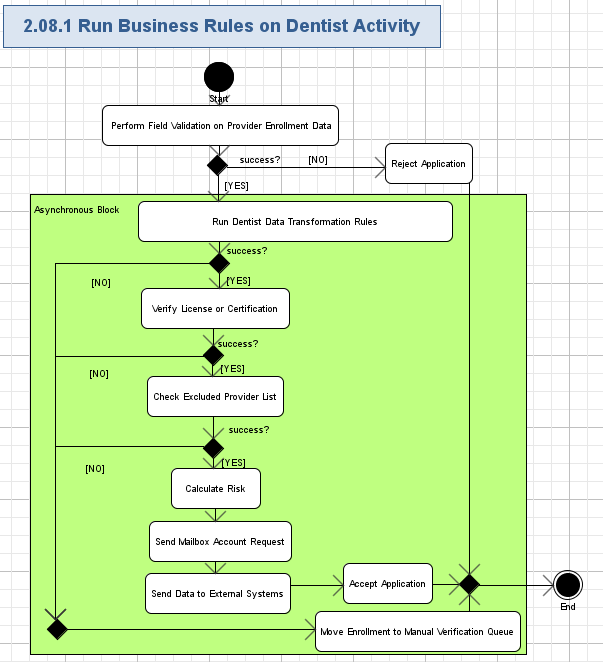 2.08.1 Run Business Rules on Dentist Activity
Start
Perform Field Validation on Provider Enrollment Data
success?
[NO]
Reject Application
[YES]
Asynchronous Block
Run Dentist Data Transformation Rules
success?
[NO]
[YES]
Verify License or Certification
success?
[NO]
[YES]
Check Excluded Provider List
success?
[NO]
[YES]
Calculate Risk
Send Mailbox Account Request
Send Data to External Systems
Accept Application
End
Move Enrollment to Manual Verification Queue